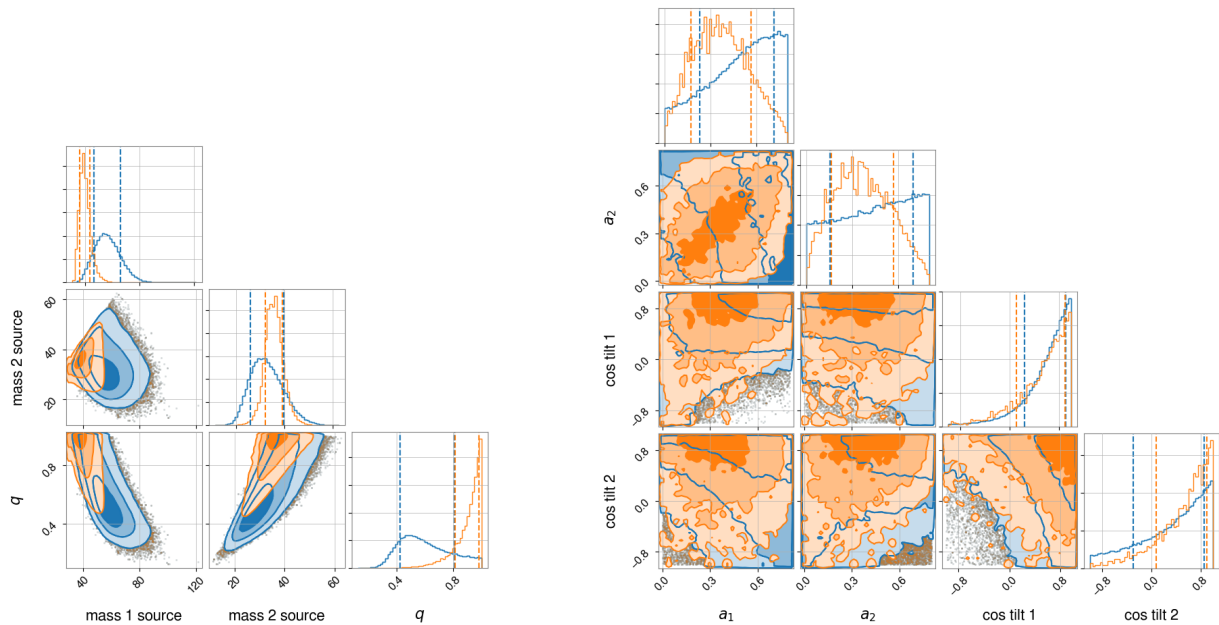 a₂
0.6
0.3
0.0
mass 2 source
60
40
20
cos tilt 1
0.8
0.0
−0.8
q
0.8
0.4
cos tilt 2
0.8
0.0
−0.8
40 80 120
20 40 60
0.4 0.8
0.0 0.3 0.6
0.0 0.3 0.6
−0.8 0.0 0.8
−0.8 0.0 0.8
mass 1 source mass 2 source q
a₁ a₂ cos tilt 1 cos tilt 2